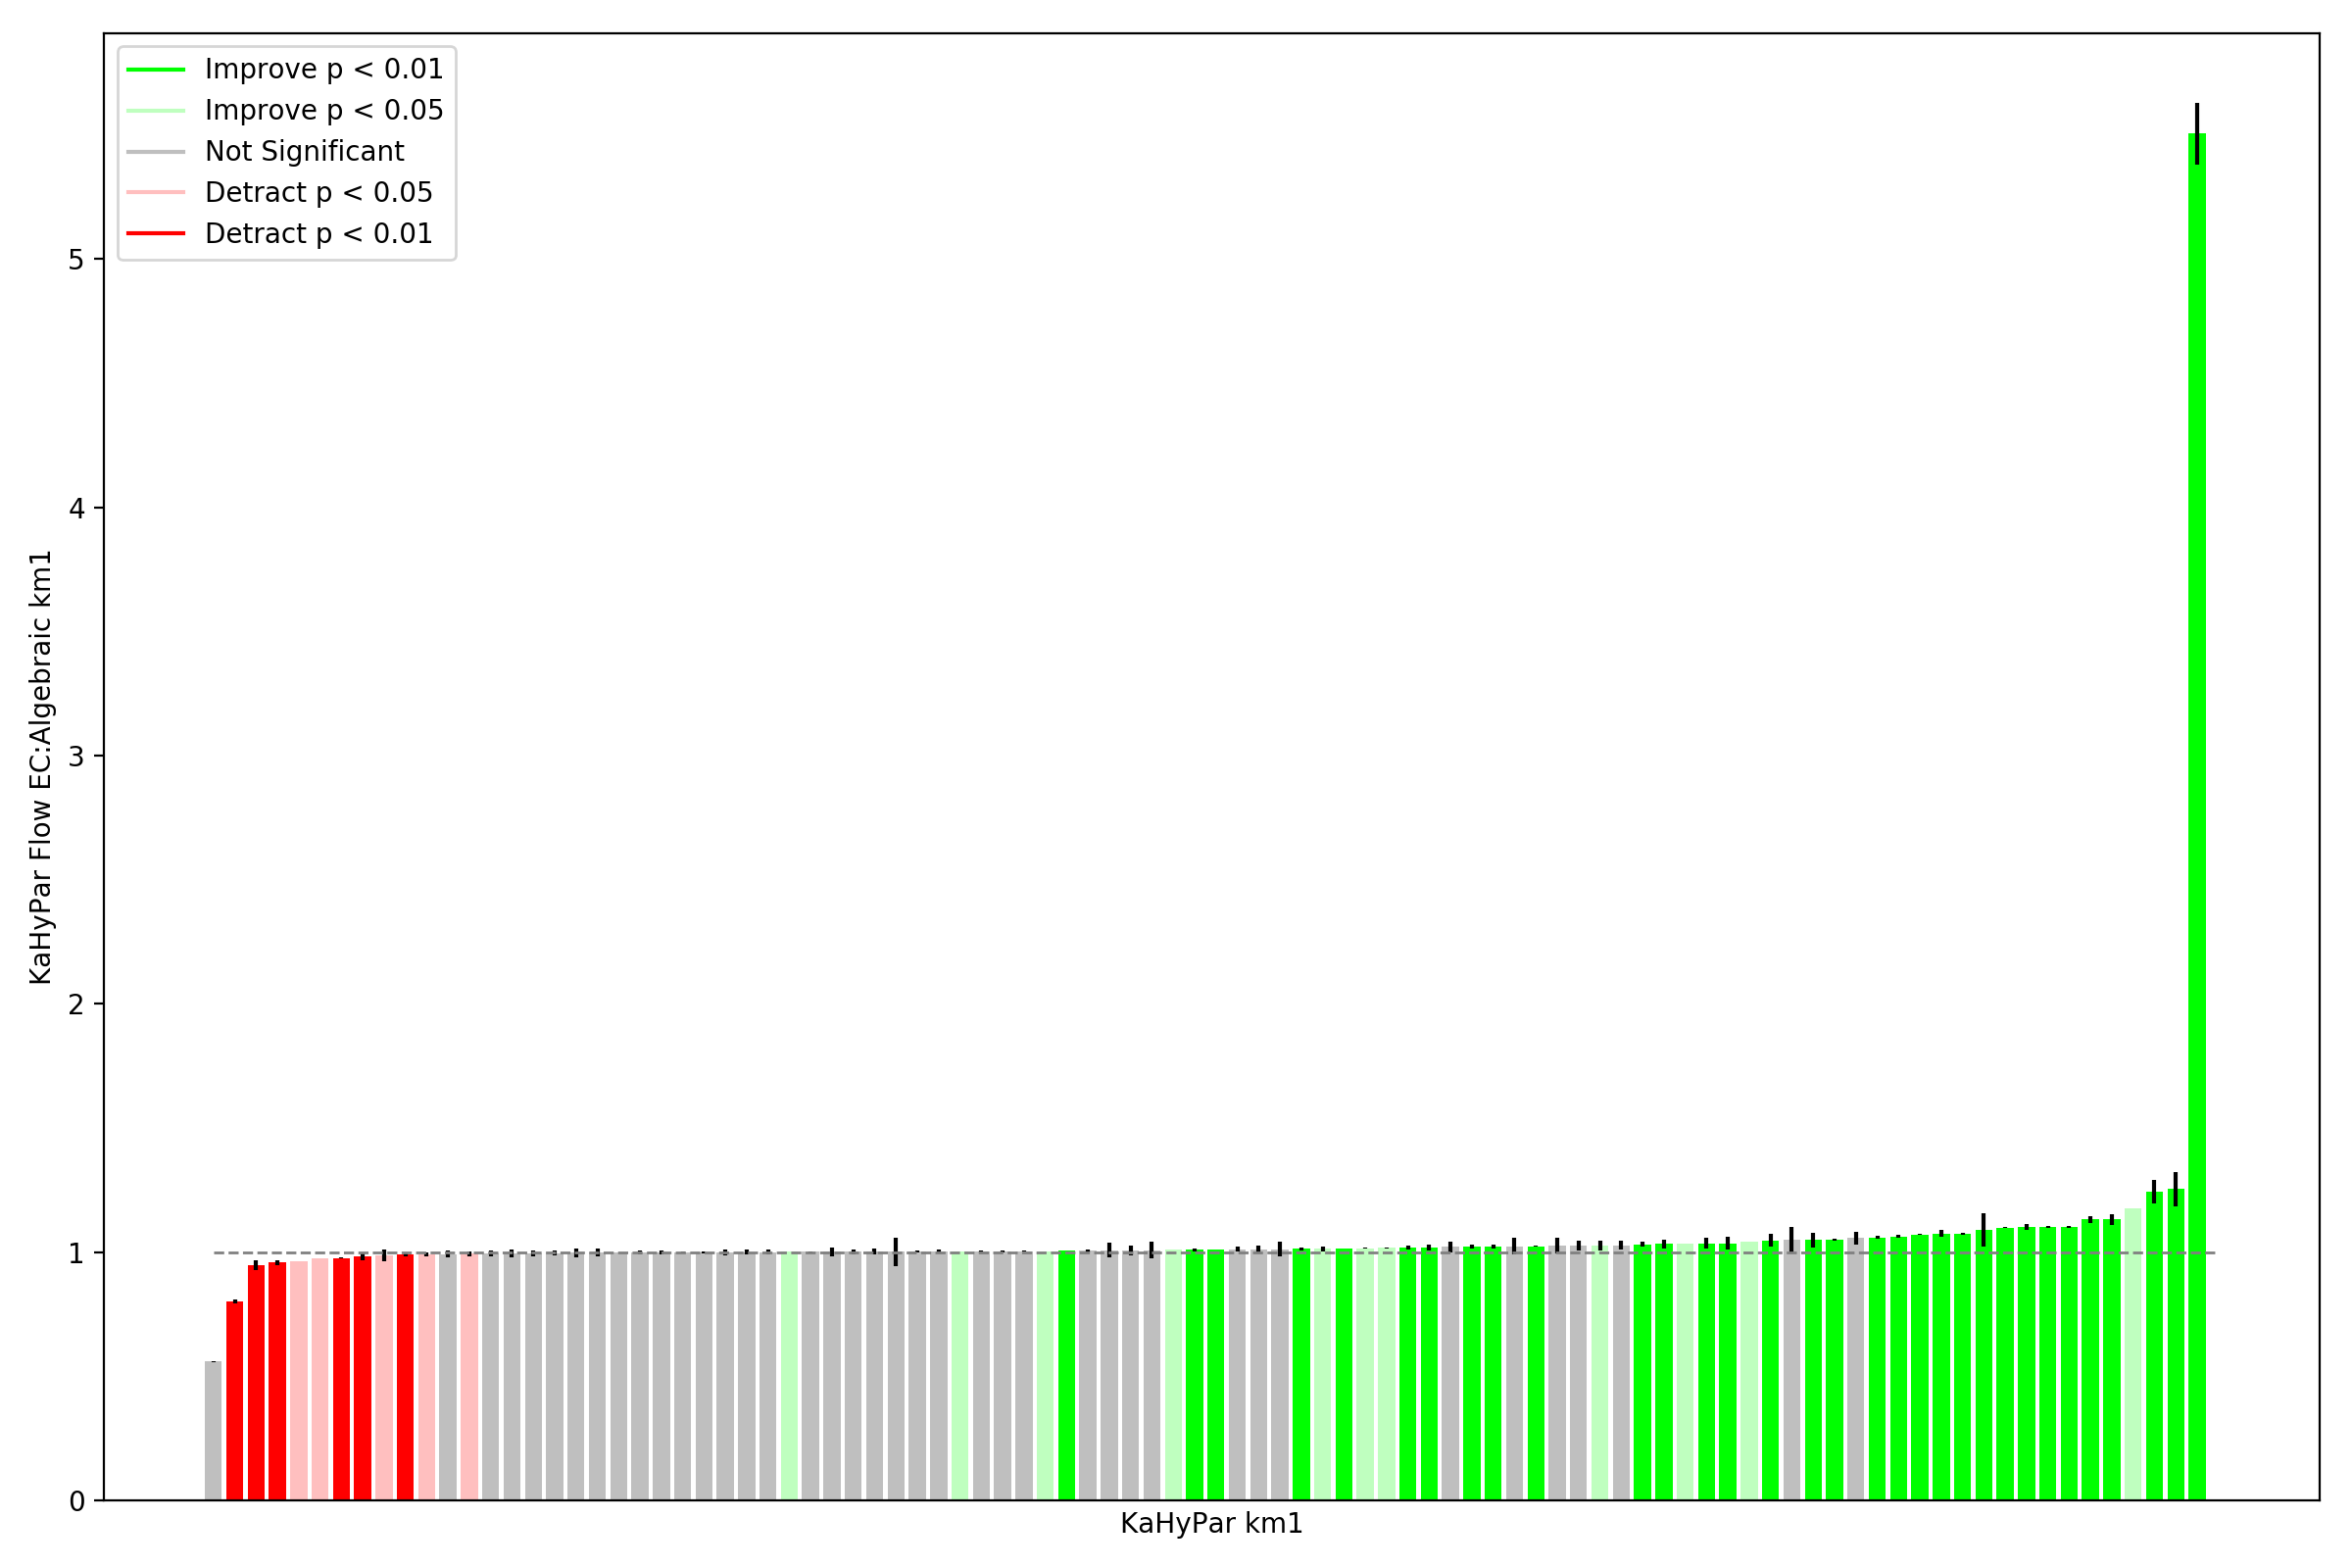 Improve p < 0.01
Improve p < 0.05
Not Significant
Detract p < 0.05
Detract p < 0.01
5
4
3
2
1
0
KaHyPar Flow EC:Algebraic km1
KaHyPar km1